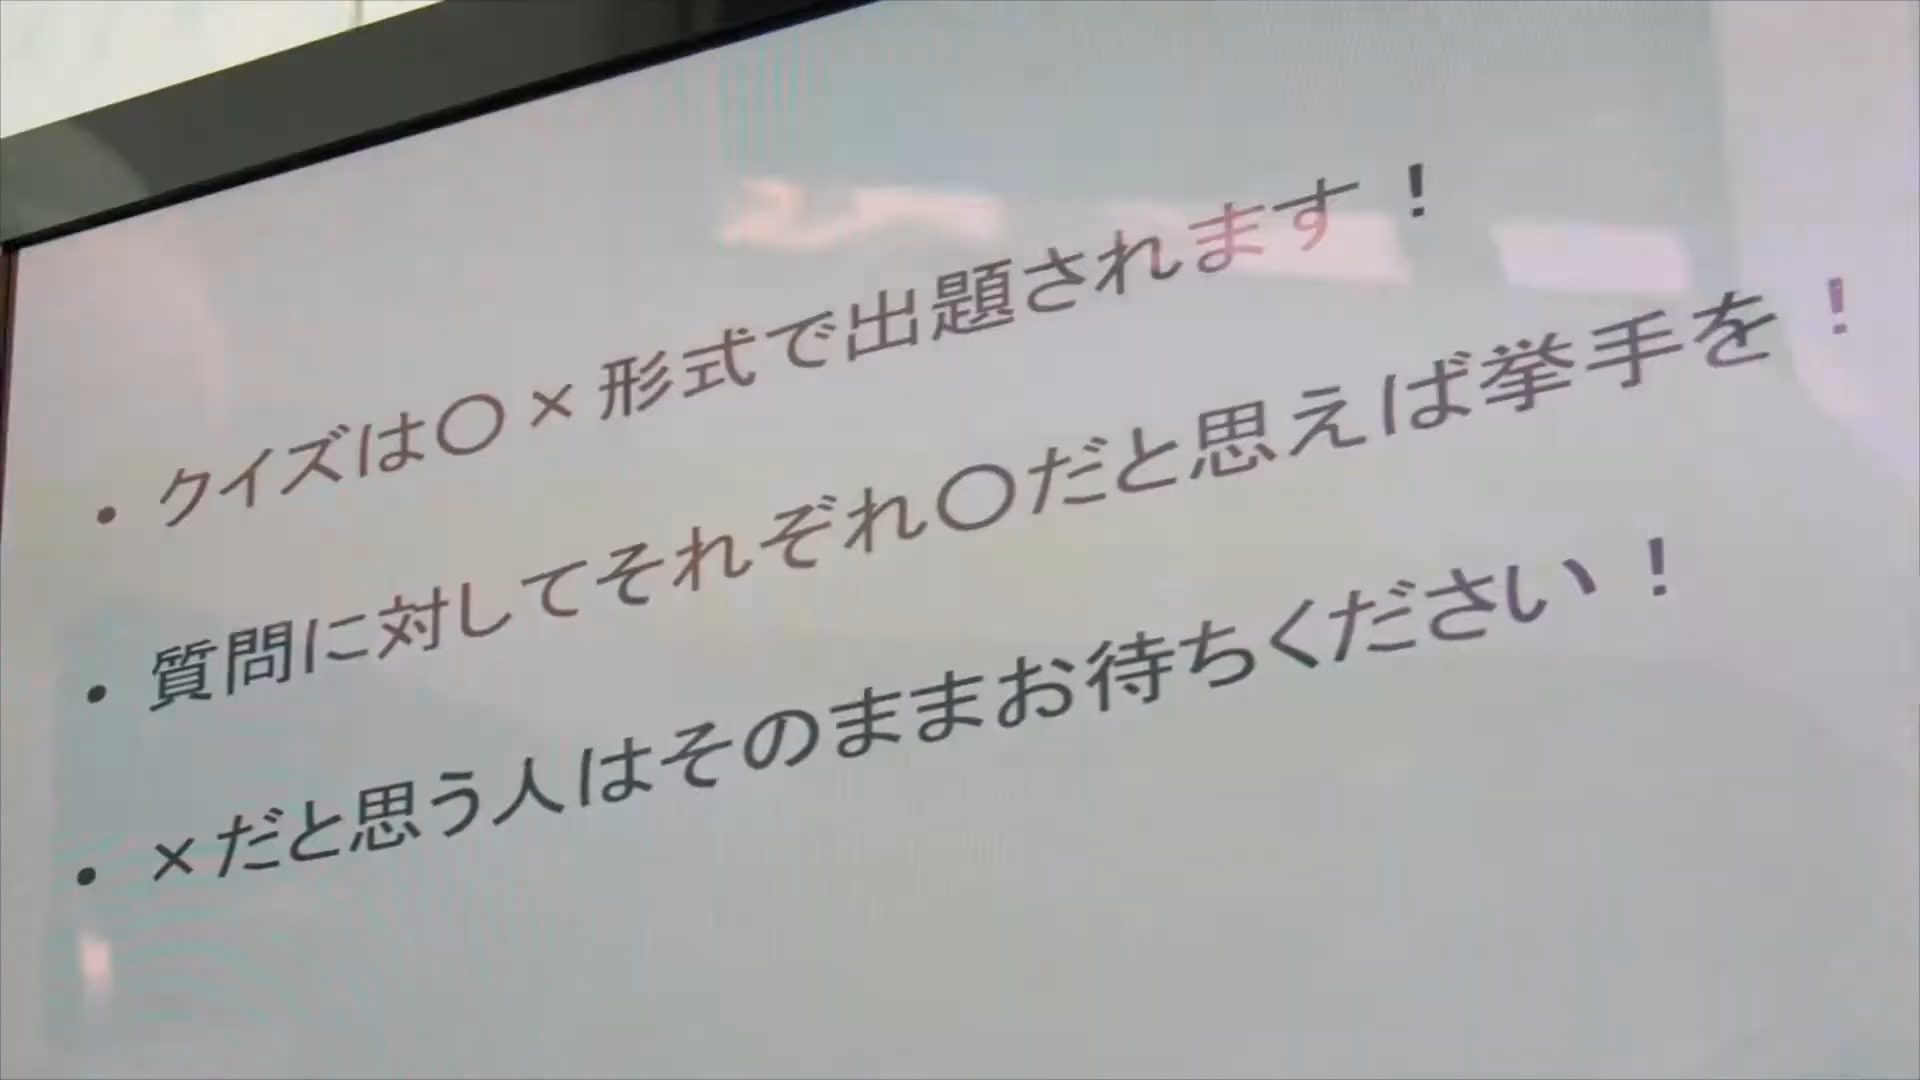 • クイズは〇×形式で出題されます！
• 質問に対してそれぞれ〇だと思えば挙手を！
• ×だと思う人はそのままお待ちください！